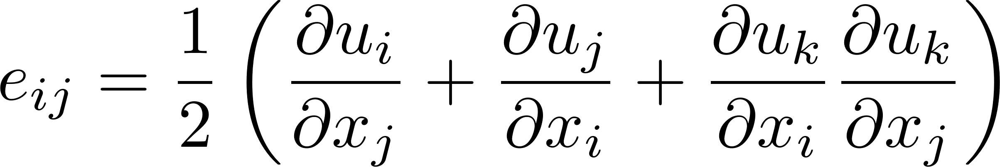 e_{ij} = \frac{1}{2} \left( \frac{\partial u_i}{\partial x_j} + \frac{\partial u_j}{\partial x_i} + \frac{\partial u_k}{\partial x_i} \frac{\partial u_k}{\partial x_j} \right)